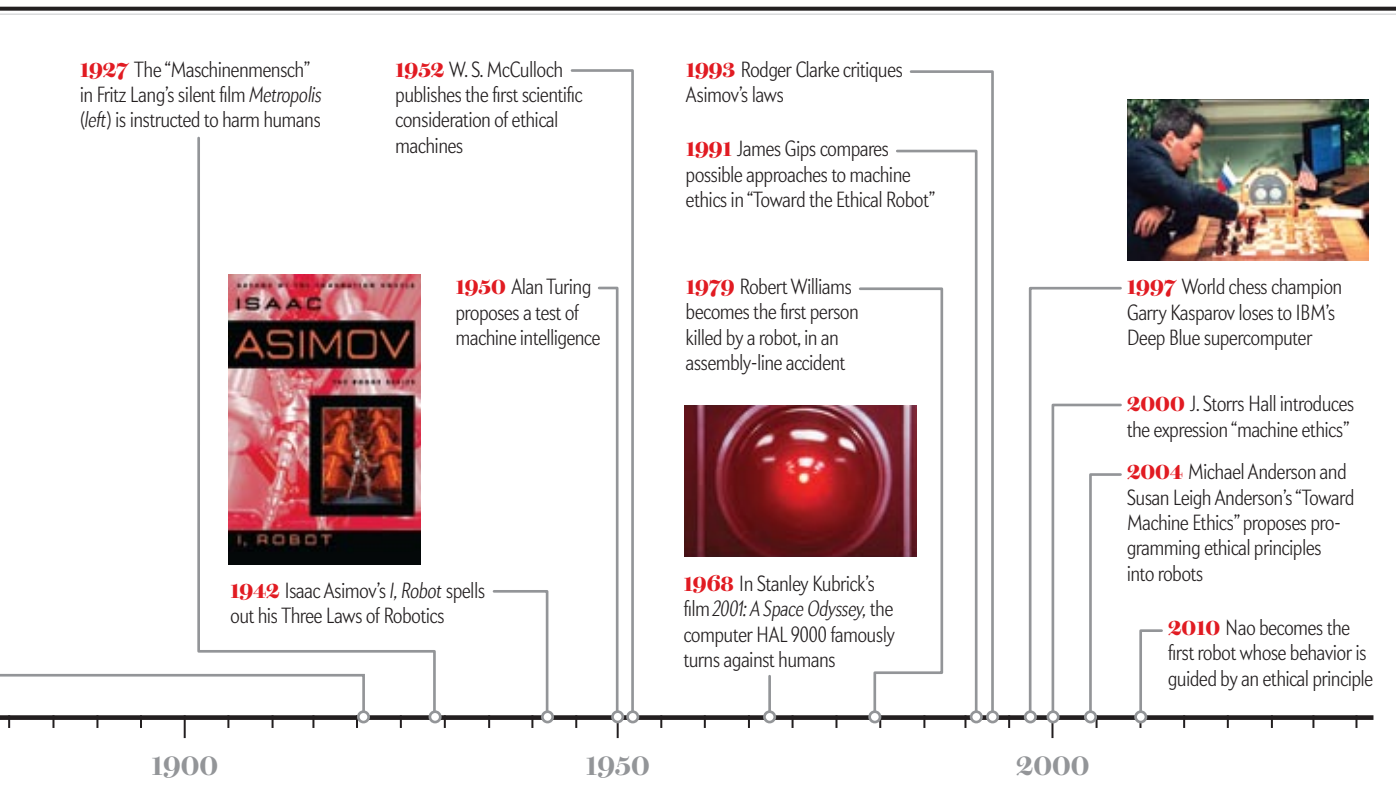 1927 The “Maschinenmensch”
in Fritz Lang’s silent film Metropolis
(left) is instructed to harm humans
1952 W. S. McCulloch
publishes the first scientific
consideration of ethical
machines
1993 Rodger Clarke critiques
Asimov’s laws
1991 James Gips compares
possible approaches to machine
ethics in “Toward the Ethical Robot”
ISAAC
ASIMOV
I, ROBOT
1950 Alan Turing
proposes a test of
machine intelligence
1979 Robert Williams
becomes the first person
killed by a robot, in an
assembly-line accident
1997 World chess champion
Garry Kasparov loses to IBM’s
Deep Blue supercomputer
2000 J. Storrs Hall introduces
the expression “machine ethics”
2004 Michael Anderson and
Susan Leigh Anderson’s “Toward
Machine Ethics” proposes pro-
gramming ethical principles
into robots
1942 Isaac Asimov’s I, Robot spells
out his Three Laws of Robotics
1968 In Stanley Kubrick’s
film 2001: A Space Odyssey, the
computer HAL 9000 famously
turns against humans
2010 Nao becomes the
first robot whose behavior is
guided by an ethical principle
1900
1950
2000